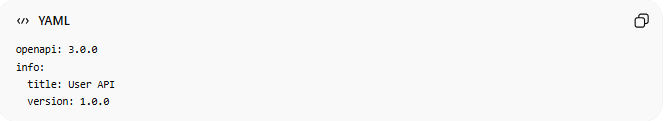 YAML
openapi: 3.0.0
info:
  title: User API
  version: 1.0.0